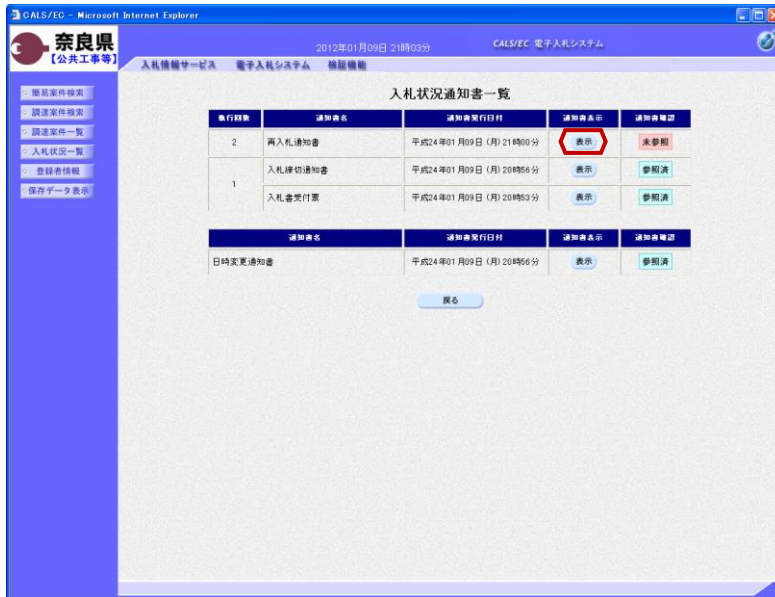 CALS/EC - Microsoft Internet Explorer
奈良県
【公共工事等】
2012年01月09日 21時03分
CALS/EC 電子入札システム
入札情報サービス 電子入札システム 検証機能
簡易案件検索
調達案件検索
調達案件一覧
入札状況一覧
登録者情報
保存データ表示
入札状況通知書一覧
執行回数 通知書名 通知書発行日付 通知書表示 通知書確認
2 再入札通知書 平成24年01月09日 (月) 21時00分 表示 未参照
1 入札締切通知書 平成24年01月09日 (月) 20時56分 表示 参照済
入札書受付票 平成24年01月09日 (月) 20時53分 表示 参照済
通知書名 通知書発行日付 通知書表示 通知書確認
日時変更通知書 平成24年01月09日 (月) 20時56分 表示 参照済
戻る